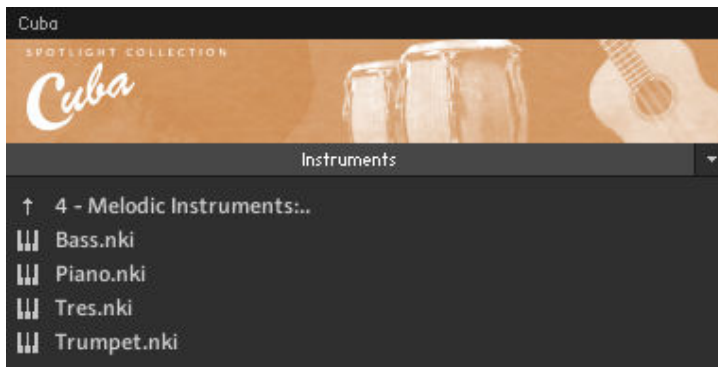 Cuba
SPOTLIGHT COLLECTION
Cuba
Instruments
↑ 4 - Melodic Instruments:..
Bass.nki
Piano.nki
Tres.nki
Trumpet.nki